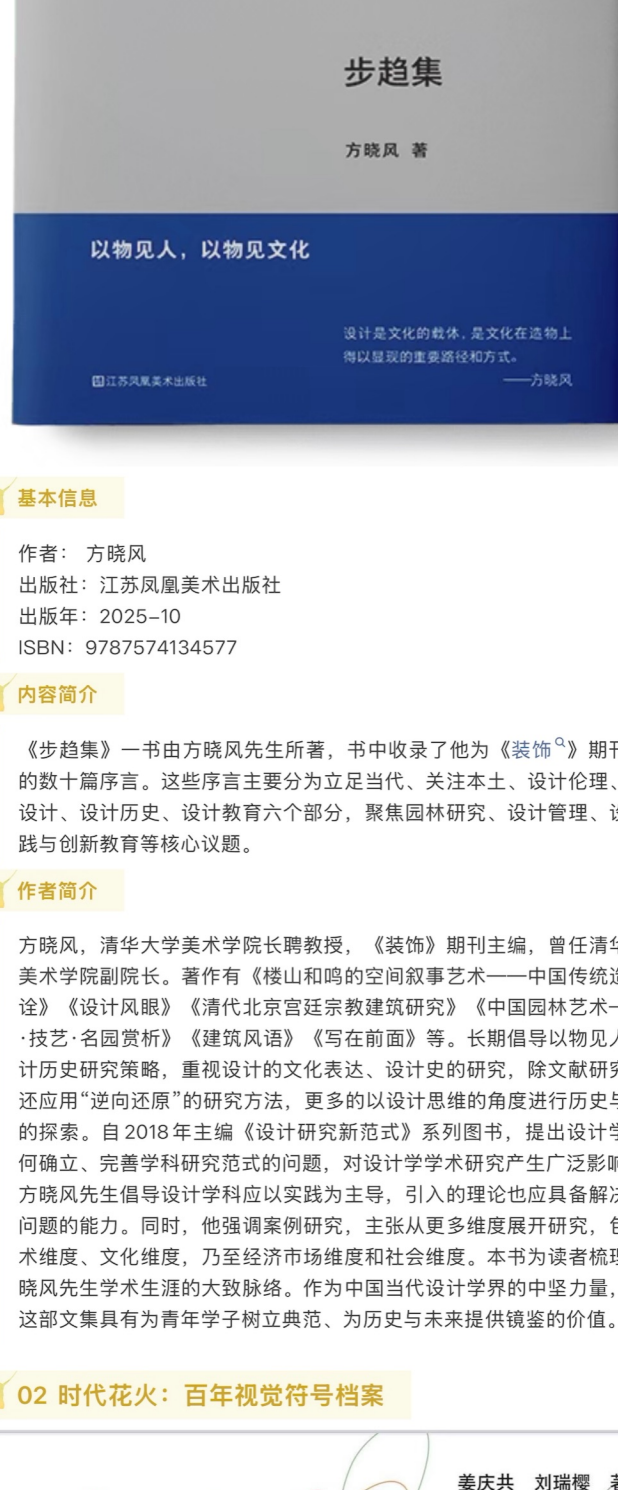 步趋集
方晓风 著
以物见人，以物见文化
设计是文化的载体，是文化在造物上
得以显现的重要路径和方式。
——方晓风
江苏凤凰美术出版社
基本信息
作者： 方晓风
出版社：江苏凤凰美术出版社
出版年：2025-10
ISBN：9787574134577
内容简介
《步趋集》一书由方晓风先生所著，书中收录了他为《装饰》期刊
的数十篇序言。这些序言主要分为立足当代、关注本土、设计伦理、
设计、设计历史、设计教育六个部分，聚焦园林研究、设计管理、设
践与创新教育等核心议题。
作者简介
方晓风，清华大学美术学院长聘教授，《装饰》期刊主编，曾任清华
美术学院副院长。著作有《楼山和鸣的空间叙事艺术——中国传统造
诠》《设计风眼》《清代北京宫廷宗教建筑研究》《中国园林艺术—
·技艺·名园赏析》《建筑风语》《写在前面》等。长期倡导以物见人
计历史研究策略，重视设计的文化表达、设计史的研究，除文献研究
还应用“逆向还原”的研究方法，更多的以设计思维的角度进行历史与
的探索。自2018年主编《设计研究新范式》系列图书，提出设计学
何确立、完善学科研究范式的问题，对设计学学术研究产生广泛影响
方晓风先生倡导设计学科应以实践为主导，引入的理论也应具备解决
问题的能力。同时，他强调案例研究，主张从更多维度展开研究，包
术维度、文化维度，乃至经济市场维度和社会维度。本书为读者梳理
晓风先生学术生涯的大致脉络。作为中国当代设计学界的中坚力量，
这部文集具有为青年学子树立典范、为历史与未来提供镜鉴的价值。
02 时代花火：百年视觉符号档案
姜庆共 刘瑞樱 著